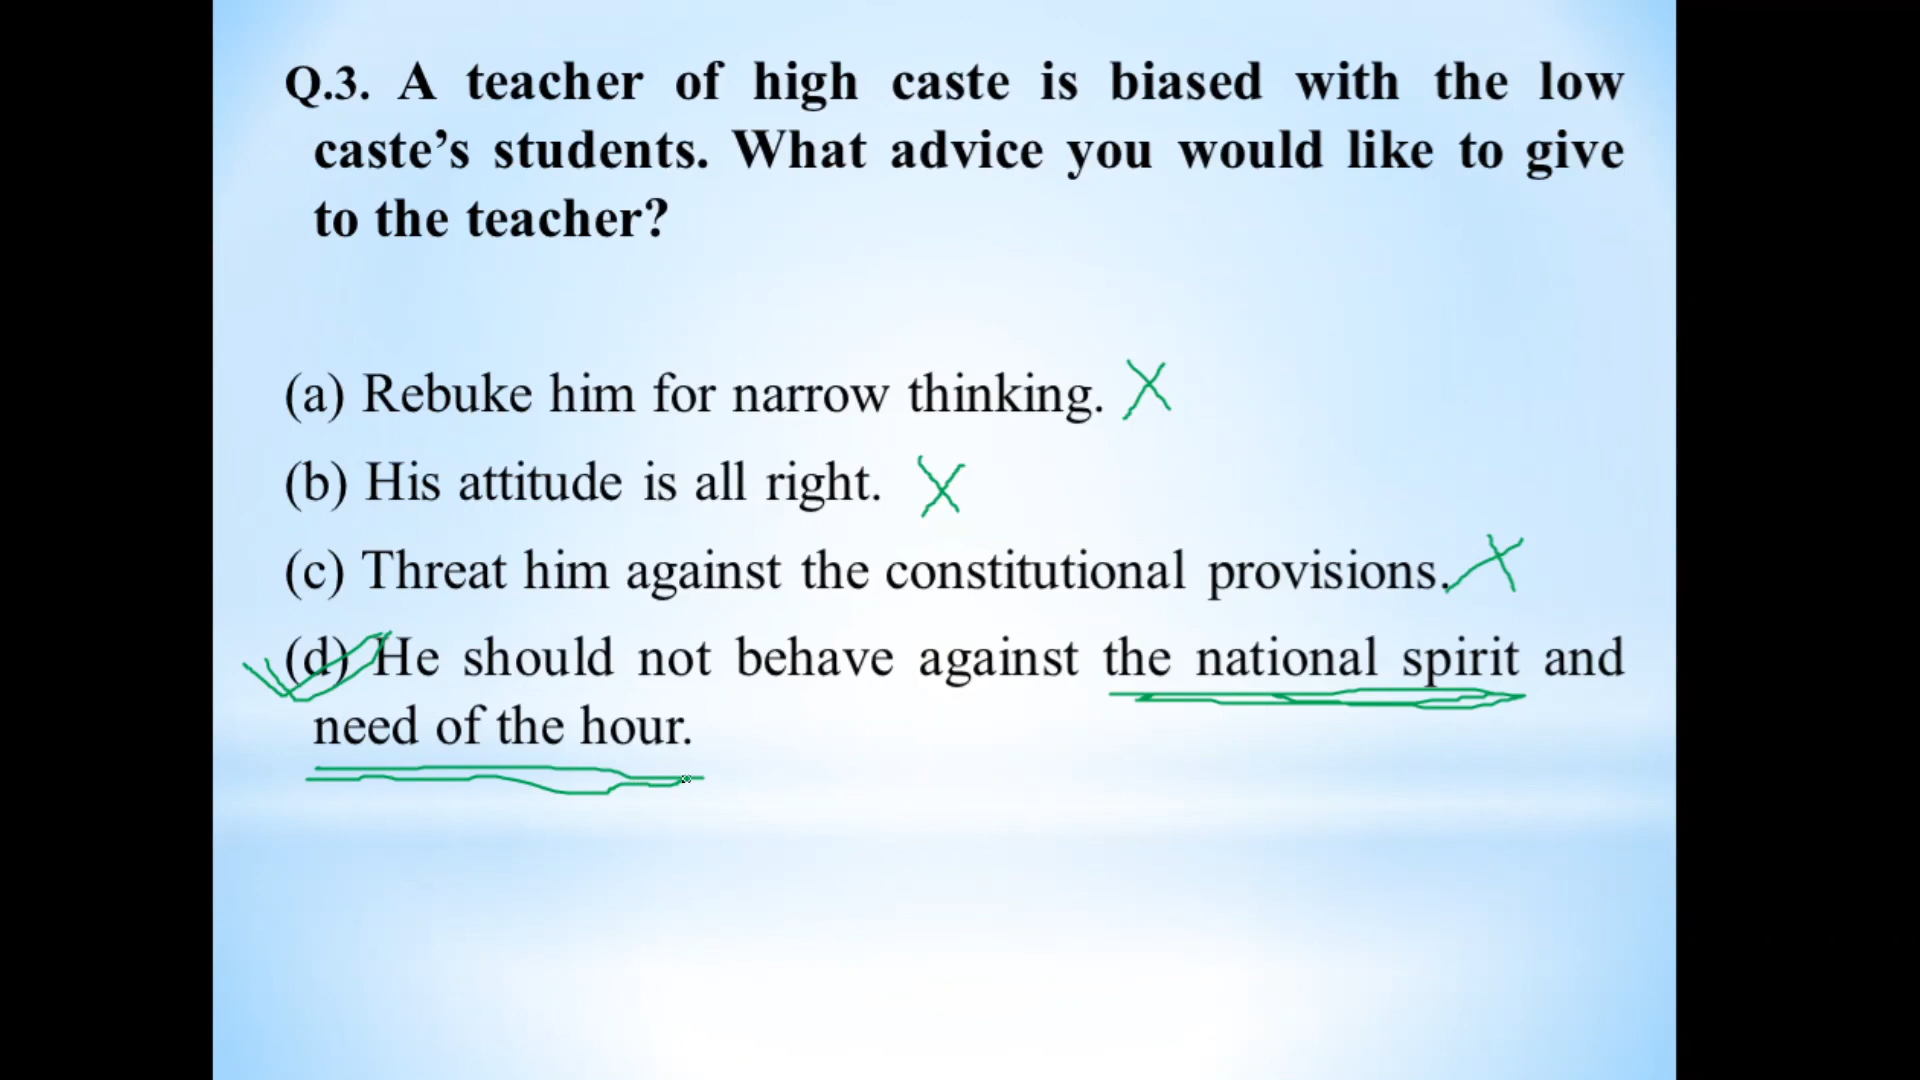 Q.3. A teacher of high caste is biased with the low
caste’s students. What advice you would like to give
to the teacher?
(a) Rebuke him for narrow thinking.
(b) His attitude is all right.
(c) Threat him against the constitutional provisions.
(d) He should not behave against the national spirit and
need of the hour.